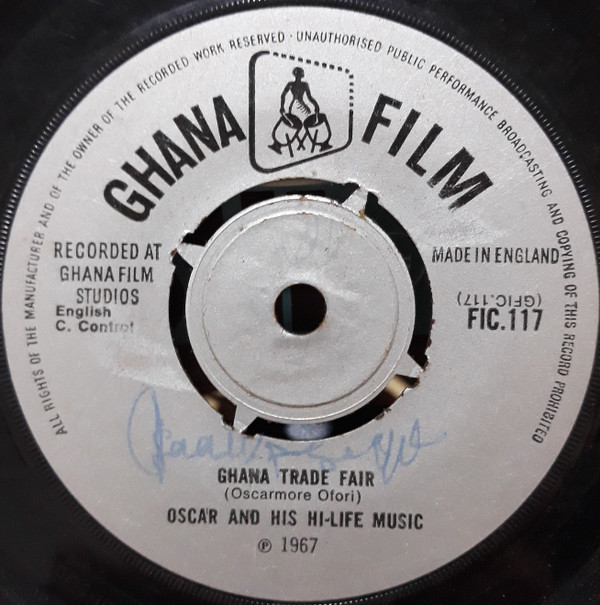 ALL RIGHTS OF THE MANUFACTURER AND OF THE OWNER OF THE RECORDED WORK RESERVED · UNAUTHORISED PUBLIC PERFORMANCE BROADCASTING AND COPYING OF THIS RECORD PROHIBITED
GHANA FILM
RECORDED AT
GHANA FILM
STUDIOS
English
C. Control
MADE IN ENGLAND
(GFIC.117)
FIC.117
GHANA TRADE FAIR
(Oscarmore Ofori)
OSCAR AND HIS HI-LIFE MUSIC
℗ 1967